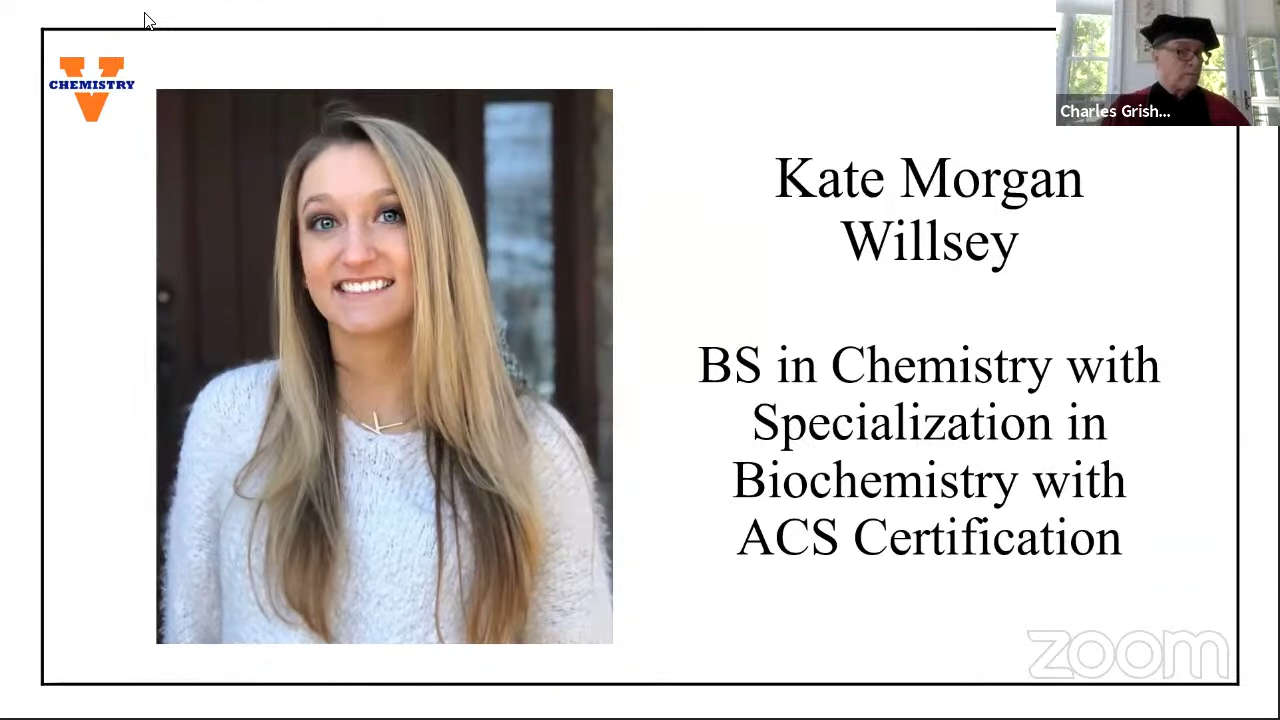 CHEMISTRY
V
Charles Grish...
Kate Morgan
Willsey
BS in Chemistry with
Specialization in
Biochemistry with
ACS Certification
zoom